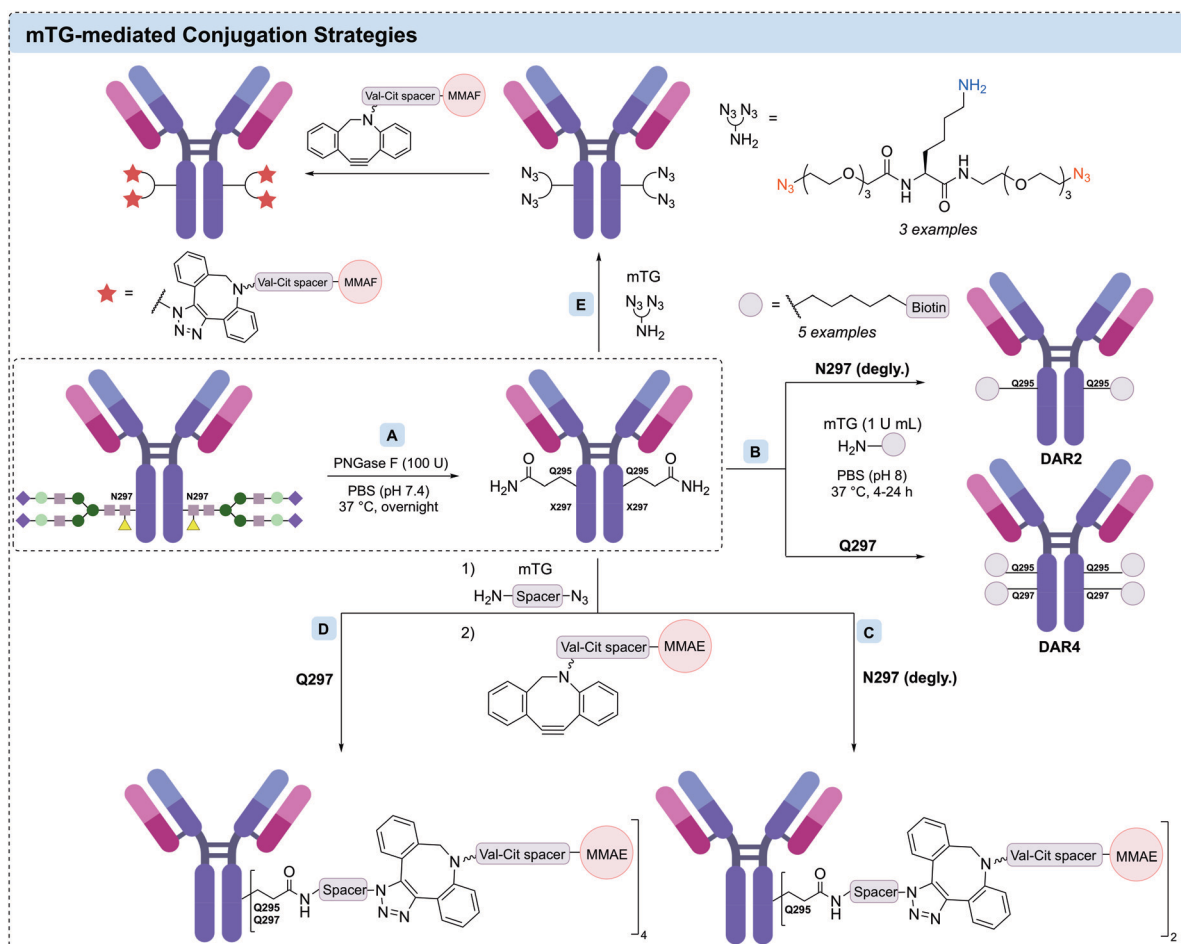 mTG-mediated Conjugation Strategies
Val-Cit spacer
MMAF
N
N3
N3
N3
N3
N3 N3
NH2
=
NH2
N3
O
3
O
N
H
O
H
N
O
3
N3
3 examples
=
N
N
N
N
Val-Cit spacer
MMAF
E
mTG
N3 N3
NH2
=
Biotin
5 examples
N297 (degly.)
Q295
Q295
DAR2
N297
N297
A
PNGase F (100 U)
PBS (pH 7.4)
37 °C, overnight
O
H2N
Q295
X297
Q295
X297
O
NH2
B
mTG (1 U mL)
H2N
PBS (pH 8)
37 °C, 4-24 h
Q297
Q295
Q297
Q295
Q297
DAR4
1)
mTG
H2N
Spacer
N3
D
2)
Val-Cit spacer
MMAE
N
C
Q297
N297 (degly.)
Q295
Q297
O
N
H
Spacer
N
N
N
N
Val-Cit spacer
MMAE
4
Q295
O
N
H
Spacer
N
N
N
N
Val-Cit spacer
MMAE
2